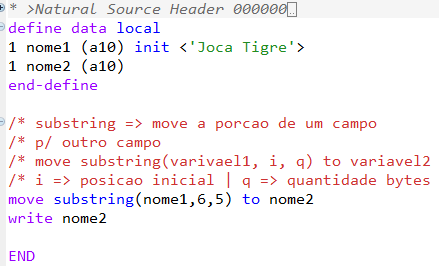 * >Natural Source Header 000000
define data local
1 nome1 (a10) init <'Joca Tigre'>
1 nome2 (a10)
end-define
/* substring => move a porcao de um campo
/* p/ outro campo
/* move substring(varivael1, i, q) to variavel2
/* i => posicao inicial | q => quantidade bytes
move substring(nome1,6,5) to nome2
write nome2
END